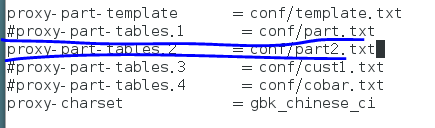 proxy-part-template = conf/template.txt
#proxy-part-tables.1 = conf/part.txt
proxy-part-tables.2 = conf/part2.txt
#proxy-part-tables.3 = conf/cust1.txt
#proxy-part-tables.4 = conf/cobar.txt
proxy-charset = gbk_chinese_ci